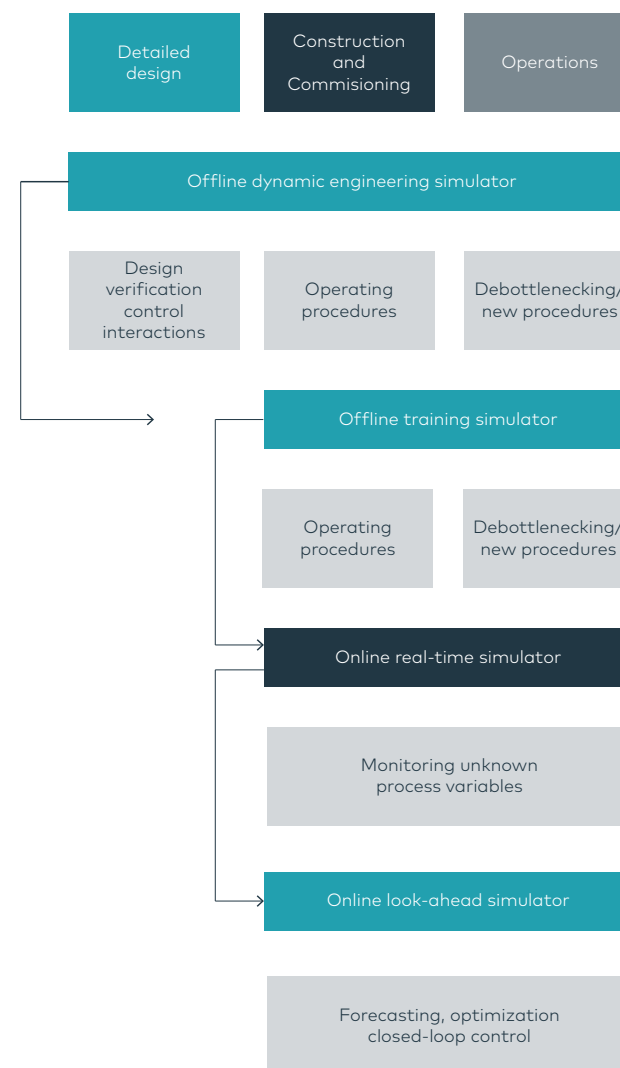 Detailed
design
Construction
and
Commisioning
Operations
Offline dynamic engineering simulator
Design
verification
control
interactions
Operating
procedures
Debottlenecking/
new procedures
Offline training simulator
Operating
procedures
Debottlenecking/
new procedures
Online real-time simulator
Monitoring unknown
process variables
Online look-ahead simulator
Forecasting, optimization
closed-loop control